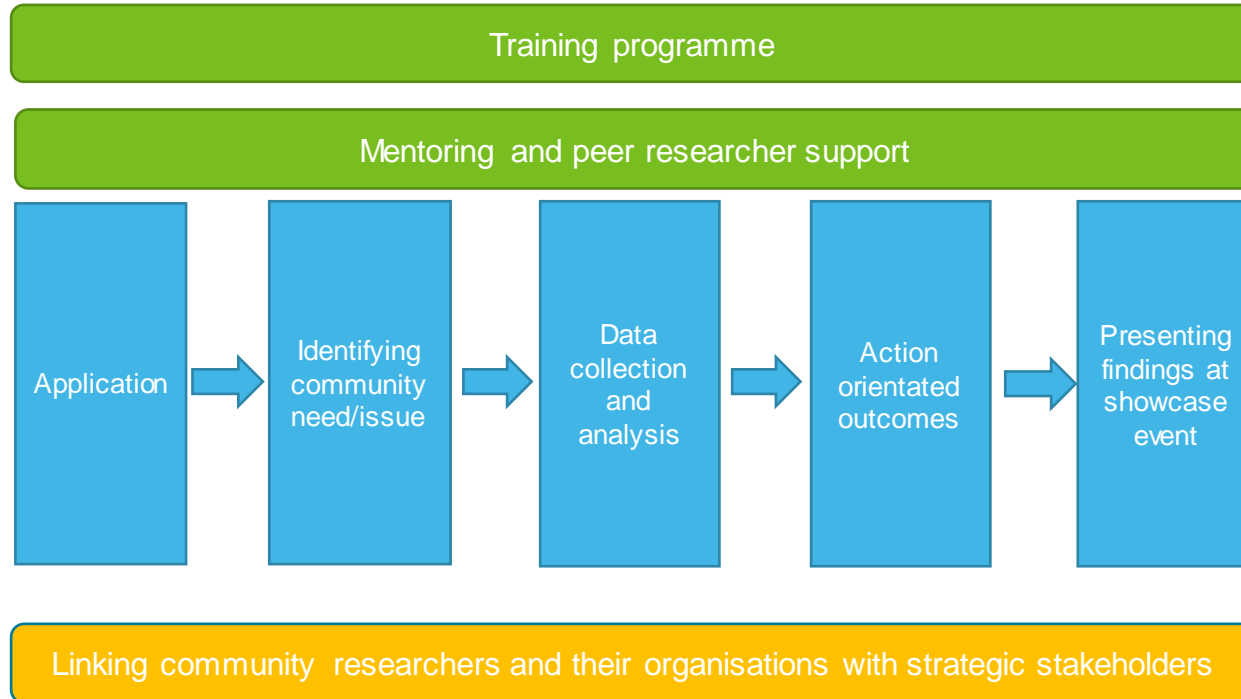 Training programme
Mentoring and peer researcher support
Application
Identifying
community
need/issue
Data
collection
and
analysis
Action
orientated
outcomes
Presenting
findings at
showcase
event
Linking community researchers and their organisations with strategic stakeholders